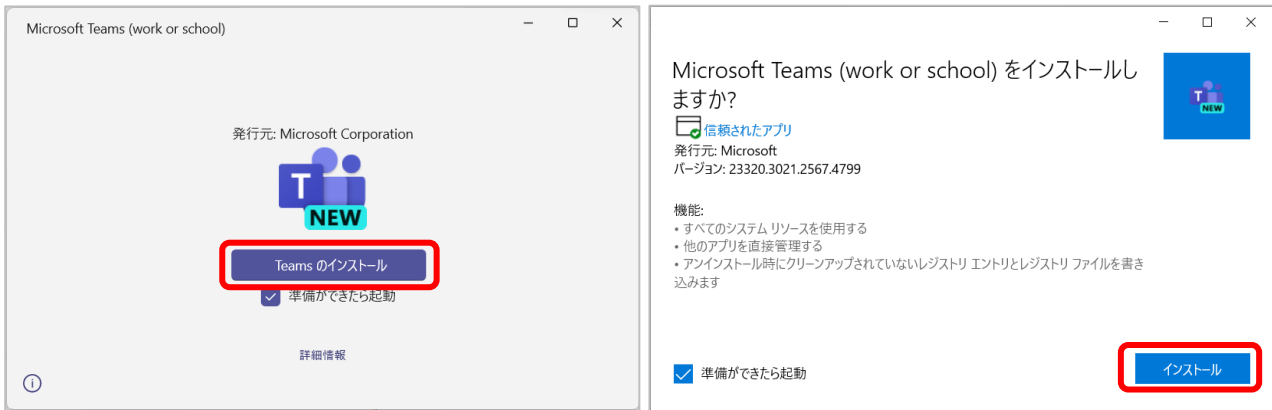 Microsoft Teams (work or school)
発行元: Microsoft Corporation
T
NEW
Teams のインストール
準備ができたら起動
詳細情報
Microsoft Teams (work or school) をインストールし
ますか?
信頼されたアプリ
発行元: Microsoft
バージョン: 23320.3021.2567.4799
T
NEW
機能:
• すべてのシステム リソースを使用する
• 他のアプリを直接管理する
• アンインストール時にクリーンアップされていないレジストリ エントリとレジストリ ファイルを書き
込みます
準備ができたら起動
インストール